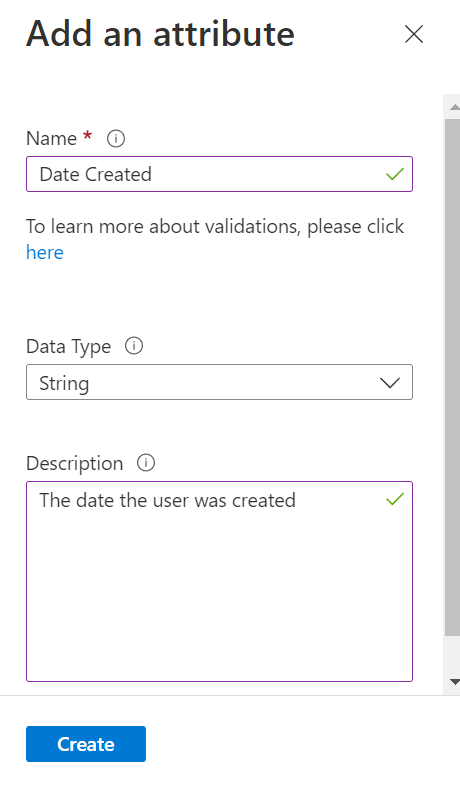 Add an attribute
Name *
Date Created
To learn more about validations, please click
here
Data Type
String
Description
The date the user was created
Create